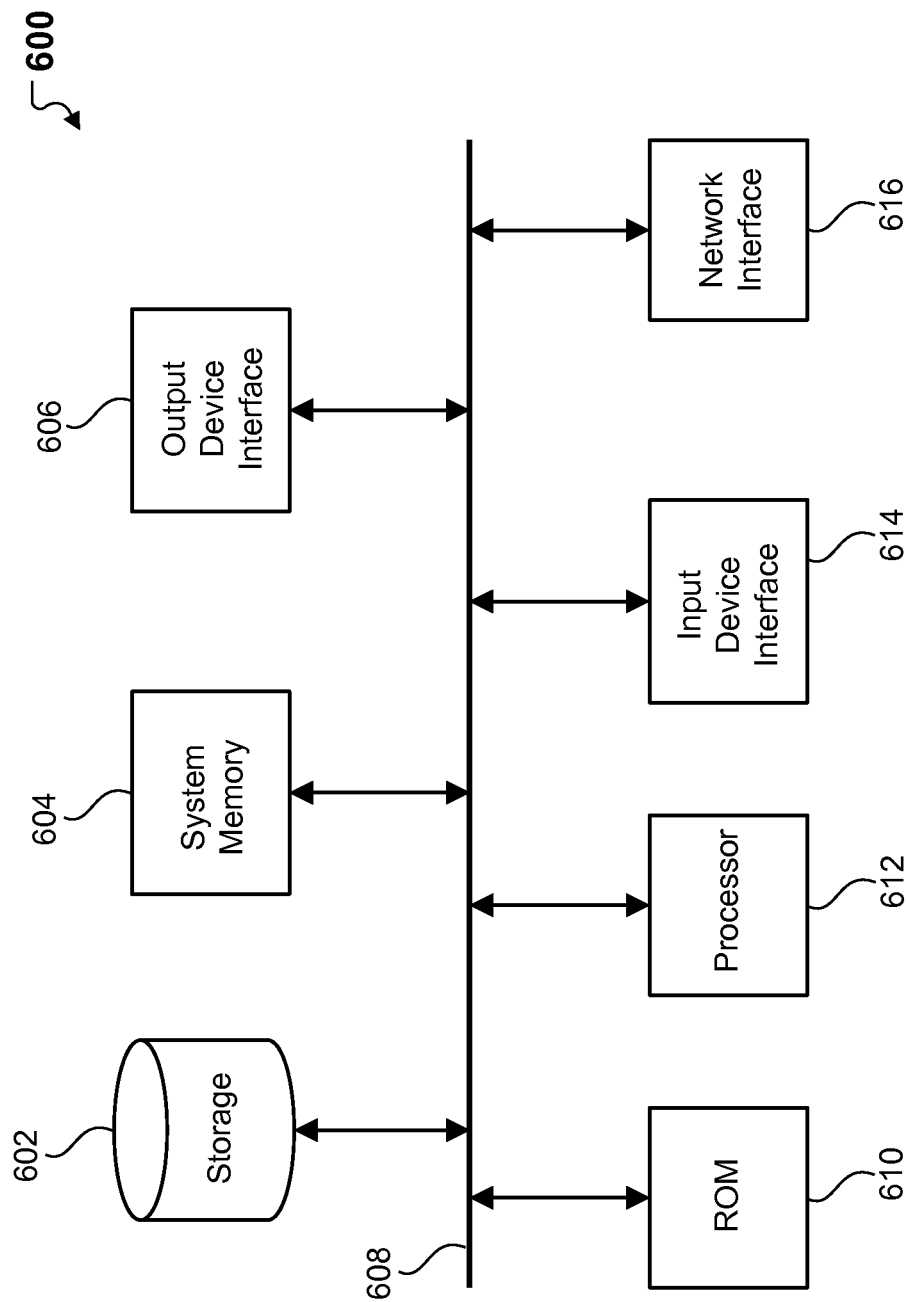 600
602
604
606
Storage
System
Memory
Output
Device
Interface
608
ROM
Processor
Input
Device
Interface
Network
Interface
610
612
614
616